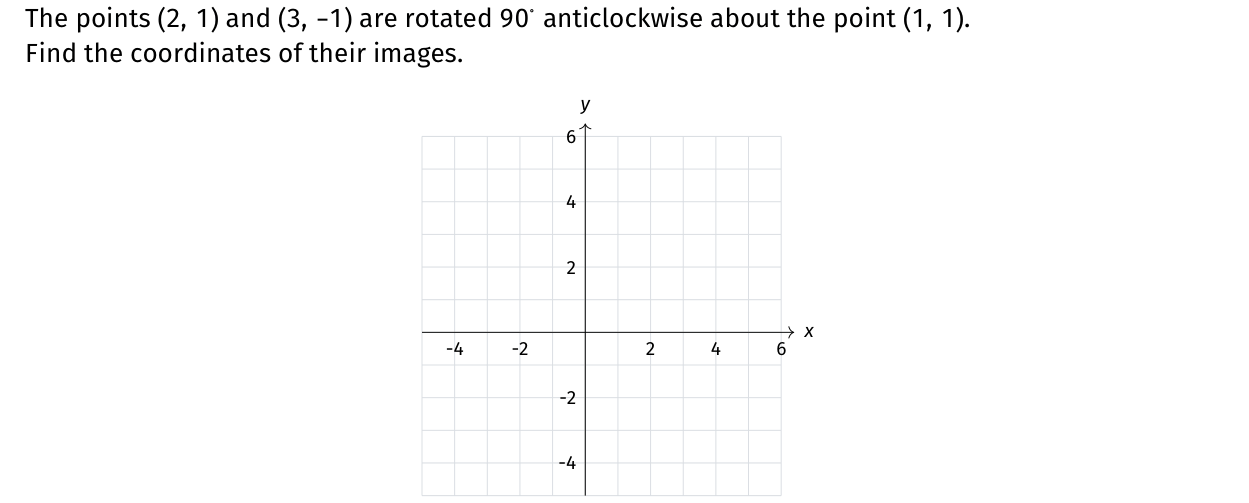 The points (2, 1) and (3, −1) are rotated 90° anticlockwise about the point (1, 1).
Find the coordinates of their images.
y
6
4
2
x
-4 -2 2 4 6
-2
-4